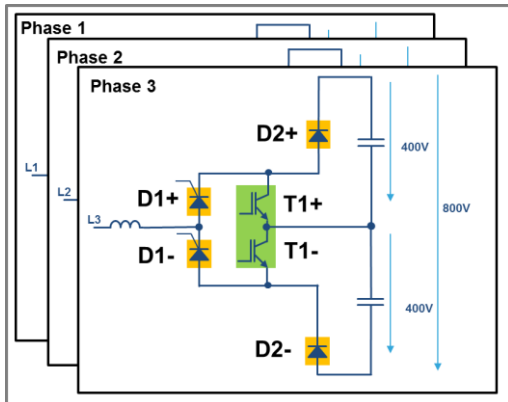 Phase 1
Phase 2
Phase 3
D2+
400V
L1
L2
D1+
T1+
800V
L3
D1-
T1-
400V
D2-